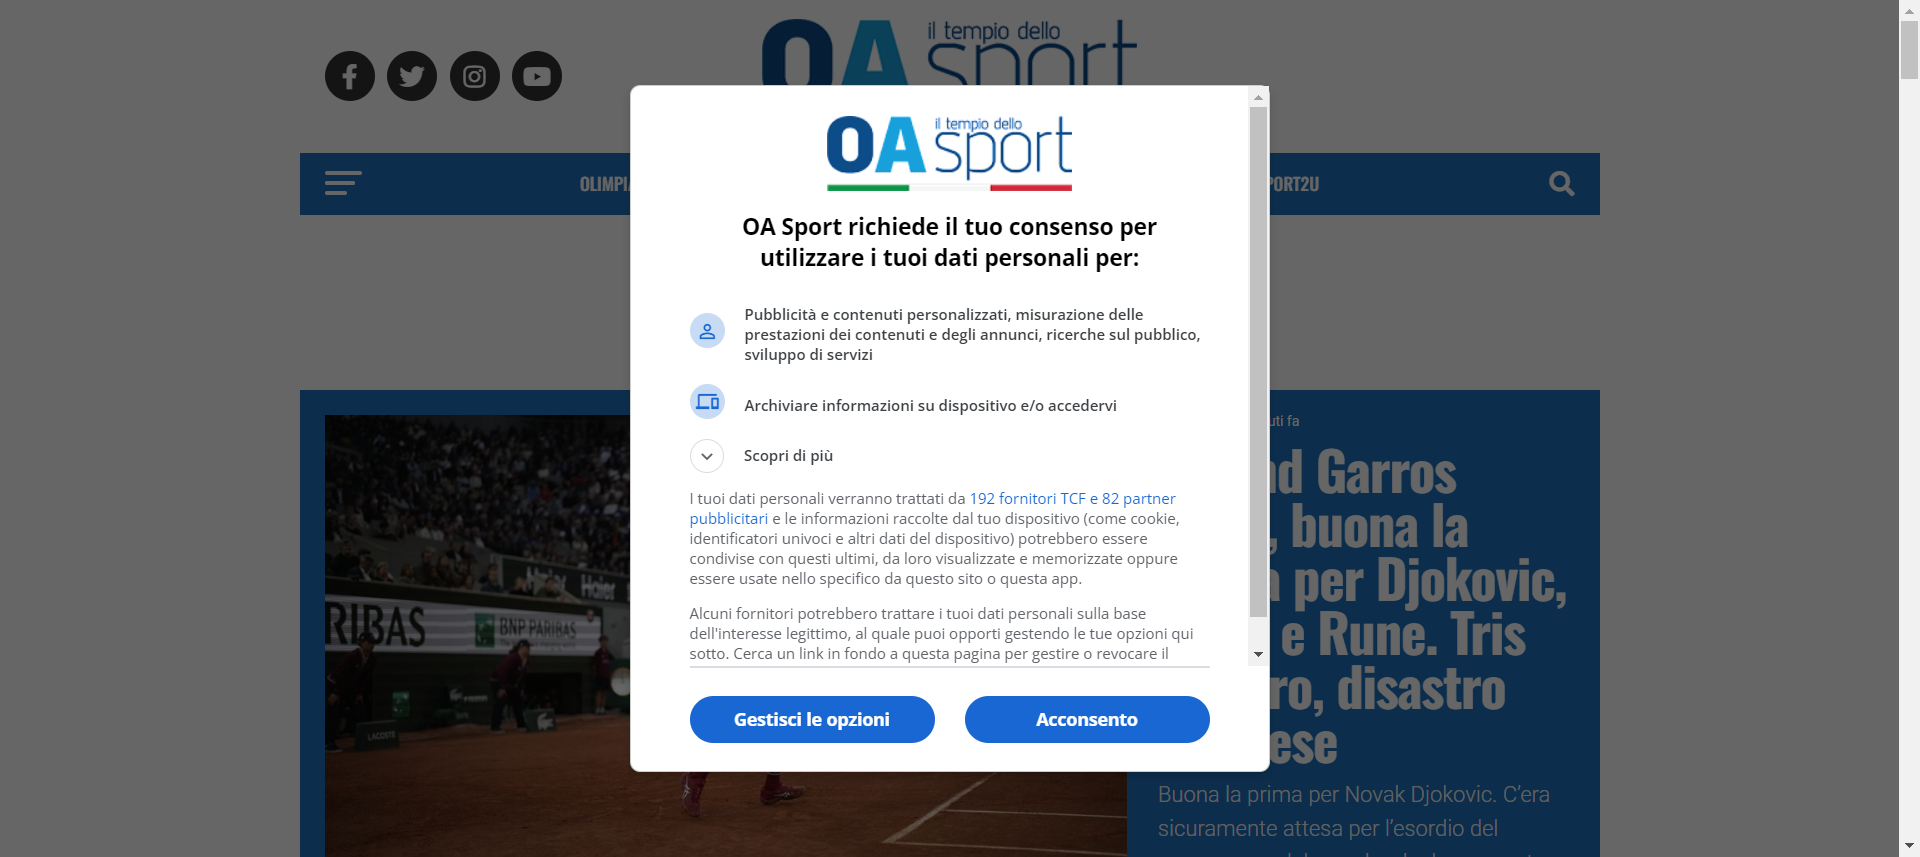 il tempio dello
OA sport
OLIMPIA
PORT2U
il tempio dello
OA sport
OA Sport richiede il tuo consenso per
utilizzare i tuoi dati personali per:
Pubblicità e contenuti personalizzati, misurazione delle
prestazioni dei contenuti e degli annunci, ricerche sul pubblico,
sviluppo di servizi
Archiviare informazioni su dispositivo e/o accedervi
Scopri di più
I tuoi dati personali verranno trattati da 192 fornitori TCF e 82 partner
pubblicitari e le informazioni raccolte dal tuo dispositivo (come cookie,
identificatori univoci e altri dati del dispositivo) potrebbero essere
condivise con questi ultimi, da loro visualizzate e memorizzate oppure
essere usate nello specifico da questo sito o questa app.
Alcuni fornitori potrebbero trattare i tuoi dati personali sulla base
dell'interesse legittimo, al quale puoi opporti gestendo le tue opzioni qui
sotto. Cerca un link in fondo a questa pagina per gestire o revocare il
Gestisci le opzioni
Acconsento
uti fa
d Garros
, buona la
a per Djokovic,
e Rune. Tris
ro, disastro
ese
Buona la prima per Novak Djokovic. C’era
sicuramente attesa per l’esordio del
Haier
Haier
RIBAS
BNP PARIBAS
LACOSTE